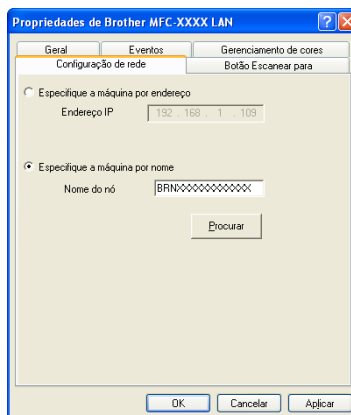 Propriedades de Brother MFC-XXXX LAN
Geral Eventos Gerenciamento de cores
Configuração de rede Botão Escanear para
Especifique a máquina por endereço
Endereço IP 192 . 168 . 1 . 109
Especifique a máquina por nome
Nome do nó BRNXXXXXXXXXXXX
Procurar
OK Cancelar Aplicar